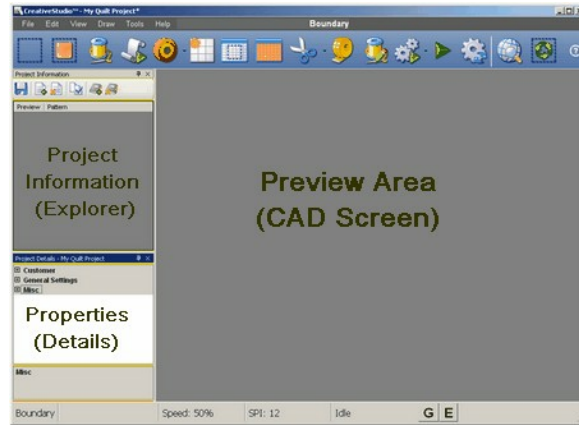 CreativeStudio™ - My Quilt Project*
File Edit View Draw Tools Help Boundary
Project Information
Preview / Pattern
Project
Information
(Explorer)
Preview Area
(CAD Screen)
Project Details - My Quilt Project
Customer
General Settings
Misc
Properties
(Details)
Misc
Boundary Speed: 50% SPI: 12 Idle G E